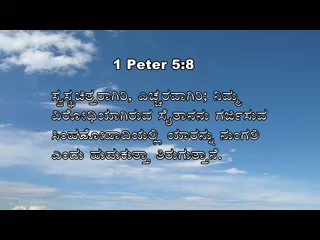 1 Peter 5:8
ಸ್ವಸ್ಥಚಿತ್ತರಾಗಿರಿ, ಎಚ್ಚರವಾಗಿರಿ; ನಿಮ್ಮ
ವಿರೋಧಿಯಾಗಿರುವ ಸೈತಾನನು ಗರ್ಜಿಸುವ
ಸಿಂಹದೋಪಾದಿಯಲ್ಲಿ ಯಾರನ್ನು ನುಂಗಲಿ
ಎಂದು ಹುಡುಕುತ್ತಾ ತಿರುಗುತ್ತಾನೆ.